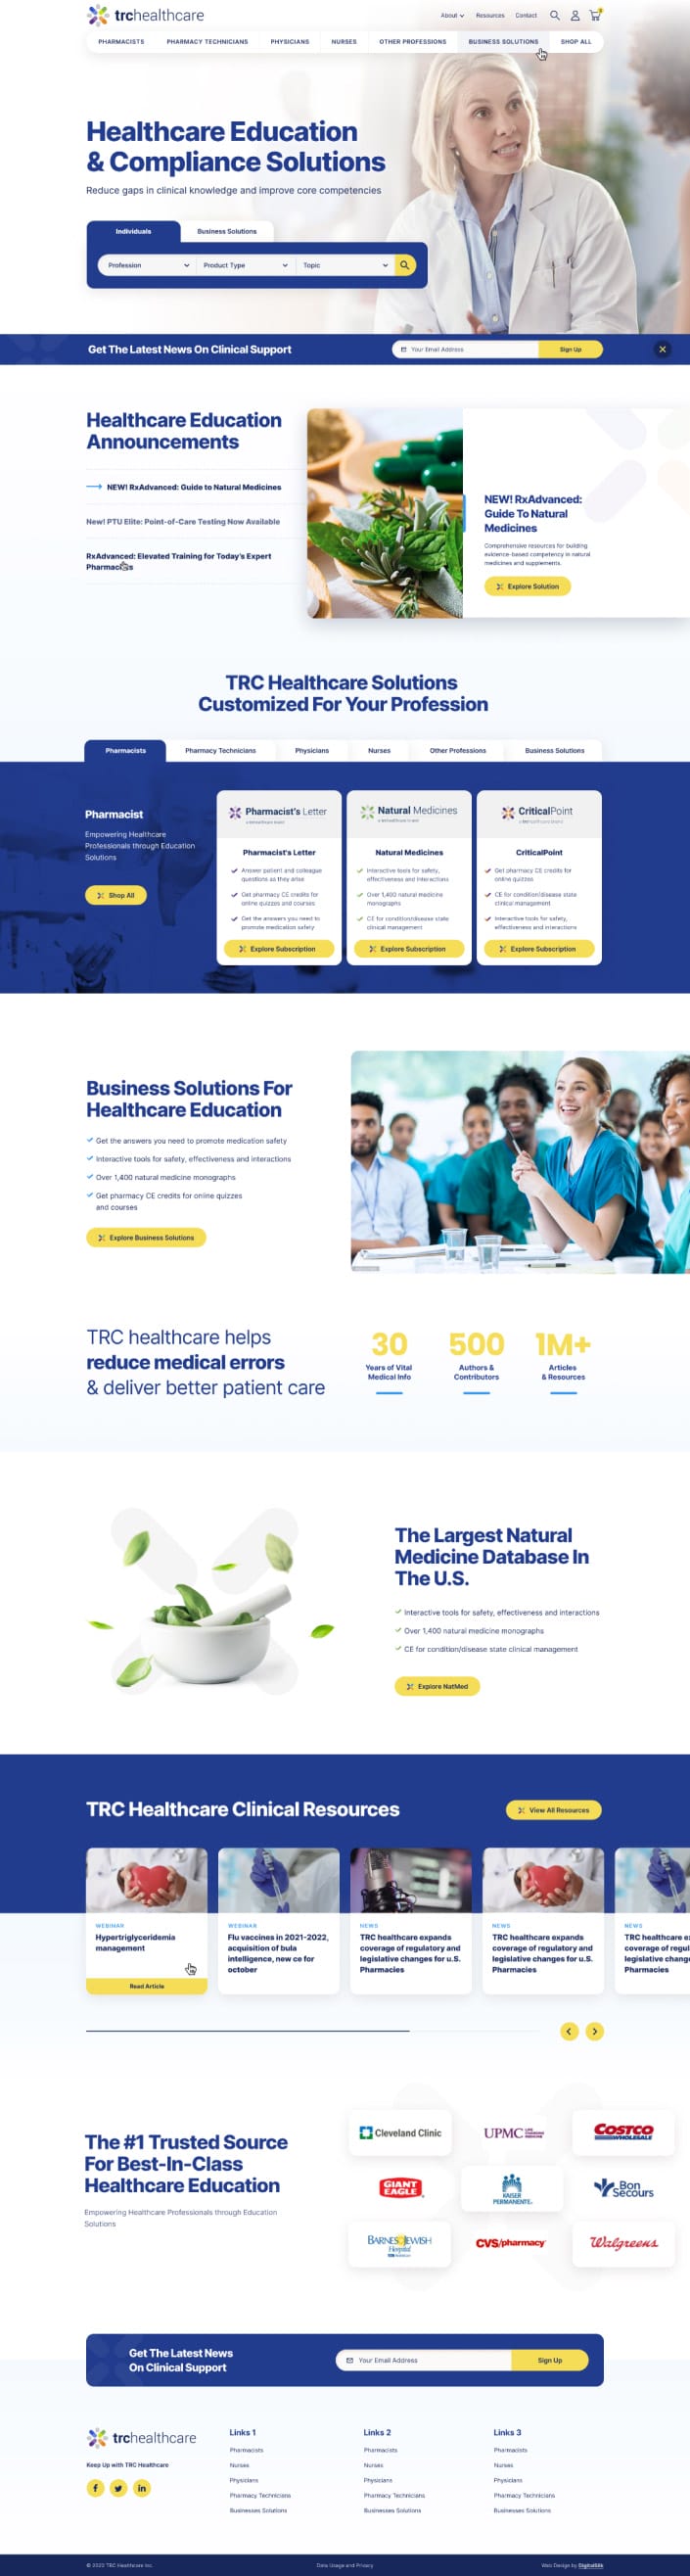 trchealthcare
About
Resources
Contact
PHARMACISTS
PHARMACY TECHNICIANS
PHYSICIANS
NURSES
OTHER PROFESSIONS
BUSINESS SOLUTIONS
SHOP ALL
Healthcare Education
& Compliance Solutions
Reduce gaps in clinical knowledge and improve core competencies
Individuals
Business Solutions
Profession
Product Type
Topic
Get The Latest News On Clinical Support
Your Email Address
Sign Up
Healthcare Education
Announcements
NEW! RxAdvanced: Guide to Natural Medicines
New! PTU Elite: Point-of-Care Testing Now Available
RxAdvanced: Elevated Training for Today's Expert
Pharmacists
NEW! RxAdvanced:
Guide To Natural
Medicines
Comprehensive resources for building
evidence-based competency in natural
medicines and supplements.
Explore Solution
TRC Healthcare Solutions
Customized For Your Profession
Pharmacists
Pharmacy Technicians
Physicians
Nurses
Other Professions
Business Solutions
Pharmacist
Empowering Healthcare
Professionals through Education
Solutions
Shop All
Pharmacist's Letter
Pharmacist's Letter
Answer patient and colleague
questions as they arise
Get pharmacy CE credits for
online quizzes and courses
Get the answers you need to
promote medication safety
Explore Subscription
Natural Medicines
Natural Medicines
Interactive tools for safety,
effectiveness and interactions
Over 1,400 natural medicine
monographs
CE for condition/disease state
clinical management
Explore Subscription
CriticalPoint
CriticalPoint
Get pharmacy CE credits for
online quizzes
CE for condition/disease state
clinical management
Interactive tools for safety,
effectiveness and interactions
Explore Subscription
Business Solutions For
Healthcare Education
Get the answers you need to promote medication safety
Interactive tools for safety, effectiveness and interactions
Over 1,400 natural medicine monographs
Get pharmacy CE credits for online quizzes
and courses
Explore Business Solutions
TRC healthcare helps
reduce medical errors
& deliver better patient care
30
Years of Vital
Medical Info
500
Authors &
Contributors
1M+
Articles
& Resources
The Largest Natural
Medicine Database In
The U.S.
Interactive tools for safety, effectiveness and interactions
Over 1,400 natural medicine monographs
CE for condition/disease state clinical management
Explore NatMed
TRC Healthcare Clinical Resources
View All Resources
WEBINAR
Hypertriglyceridemia
management
Read Article
WEBINAR
Flu vaccines in 2021-2022,
acquisition of bula
intelligence, new ce for
october
NEWS
TRC healthcare expands
coverage of regulatory and
legislative changes for u.S.
Pharmacies
NEWS
TRC healthcare expands
coverage of regulatory and
legislative changes for u.S.
Pharmacies
NEWS
TRC healthcare ex
coverage of regul
legislative chang
Pharmacies
The #1 Trusted Source
For Best-In-Class
Healthcare Education
Empowering Healthcare Professionals through Education
Solutions
Cleveland Clinic
UPMC LIFE CHANGING MEDICINE
COSTCO
WHOLESALE
GIANT
EAGLE
KAISER
PERMANENTE
Bon
Secours
BARNES JEWISH
Hospital
CVS/pharmacy
Walgreens
Get The Latest News
On Clinical Support
Your Email Address
Sign Up
trchealthcare
Keep Up with TRC Healthcare
Links 1
Pharmacists
Nurses
Physicians
Pharmacy Technicians
Businesses Solutions
Links 2
Pharmacists
Nurses
Physicians
Pharmacy Technicians
Businesses Solutions
Links 3
Pharmacists
Nurses
Physicians
Pharmacy Technicians
Businesses Solutions
© 2022 TRC Healthcare Inc.
Data Usage and Privacy
Web Design by DigitalSilk